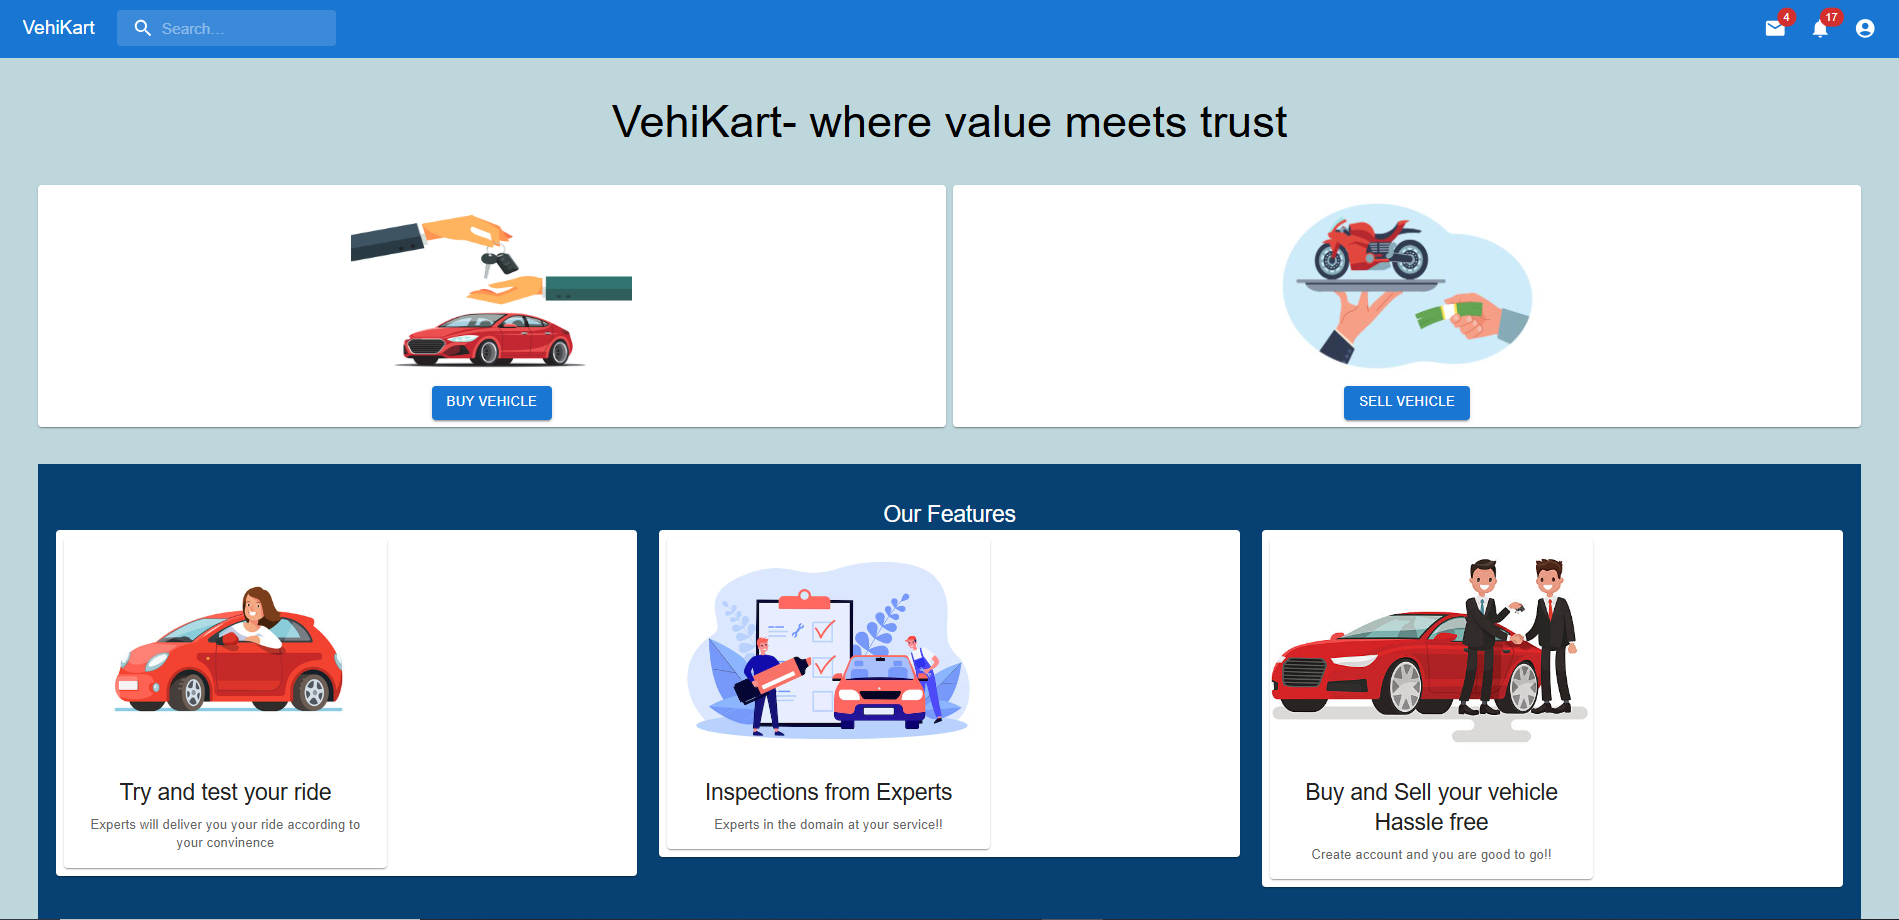 VehiKart
Search...
4
17
VehiKart- where value meets trust
BUY VEHICLE
SELL VEHICLE
Our Features
Try and test your ride
Experts will deliver you your ride according to
your convinence
Inspections from Experts
Experts in the domain at your service!!
Buy and Sell your vehicle
Hassle free
Create account and you are good to go!!